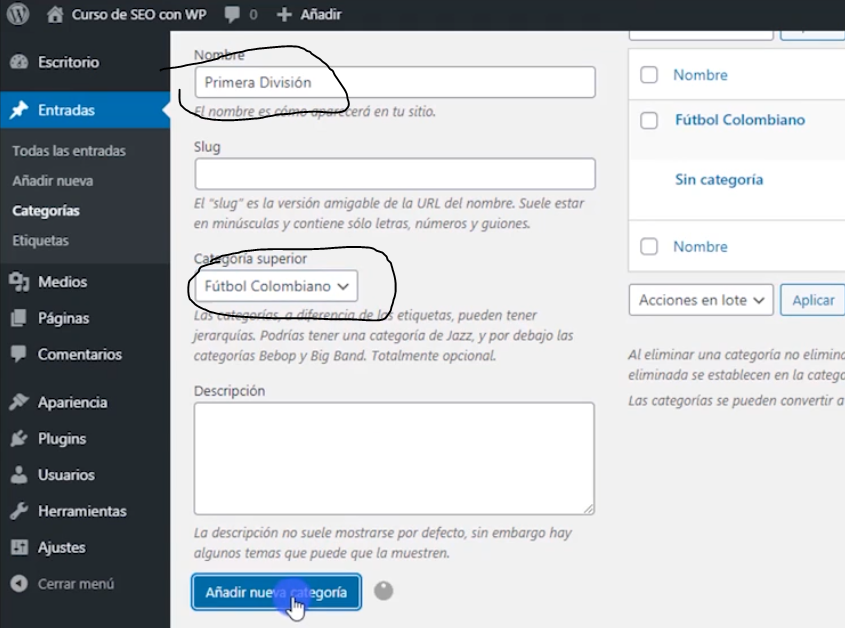 Curso de SEO con WP 0 Añadir
Escritorio
Entradas
Todas las entradas
Añadir nueva
Categorías
Etiquetas
Medios
Páginas
Comentarios
Apariencia
Plugins
Usuarios
Herramientas
Ajustes
Cerrar menú
Nombre
Primera División
El nombre es cómo aparecerá en tu sitio.
Slug
El "slug" es la versión amigable de la URL del nombre. Suele estar
en minúsculas y contiene sólo letras, números y guiones.
Categoría superior
Fútbol Colombiano
Las categorías, a diferencia de las etiquetas, pueden tener
jerarquías. Podrías tener una categoría de Jazz, y por debajo las
categorías Bebop y Big Band. Totalmente opcional.
Descripción
La descripción no suele mostrarse por defecto, sin embargo hay
algunos temas que puede que la muestren.
Añadir nueva categoría
Nombre
Fútbol Colombiano
Sin categoría
Nombre
Acciones en lote Aplicar
Al eliminar una categoría no elimina
eliminada se establecen en la catego
Las categorías se pueden convertir a